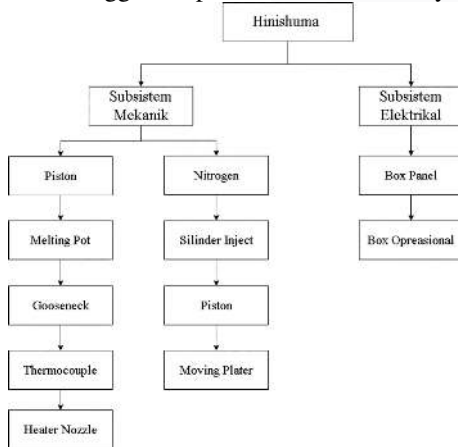 Hinishuma
Subsistem
Mekanik
Subsistem
Elektrikal
Piston
Nitrogen
Box Panel
Melting Pot
Silinder Inject
Box Opreasional
Gooseneck
Piston
Thermocouple
Moving Plater
Heater Nozzle